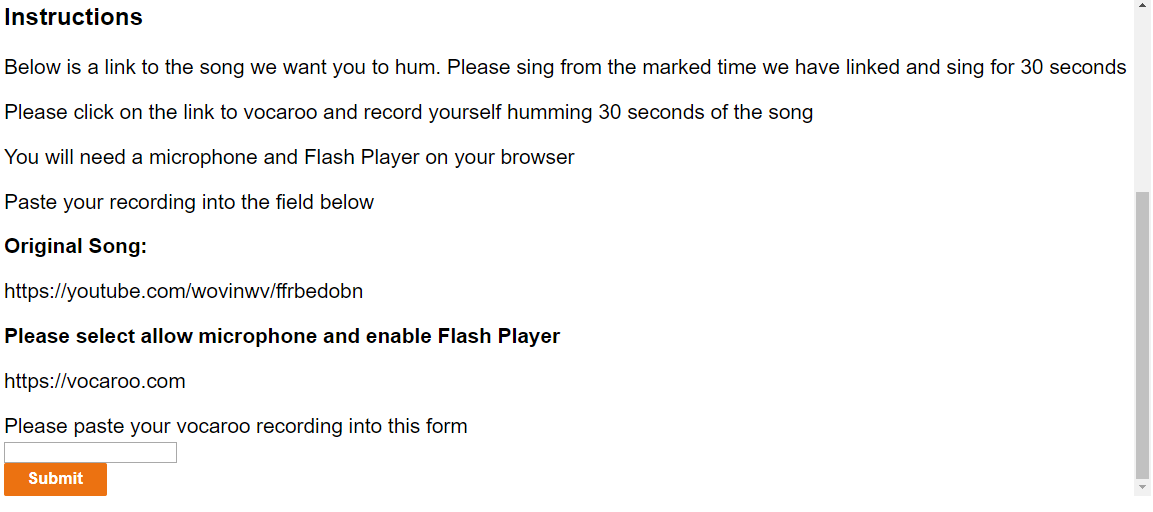 Instructions
Below is a link to the song we want you to hum. Please sing from the marked time we have linked and sing for 30 seconds
Please click on the link to vocaroo and record yourself humming 30 seconds of the song
You will need a microphone and Flash Player on your browser
Paste your recording into the field below
Original Song:
https://youtube.com/wovinwv/ffrbedobn
Please select allow microphone and enable Flash Player
https://vocaroo.com
Please paste your vocaroo recording into this form
Submit